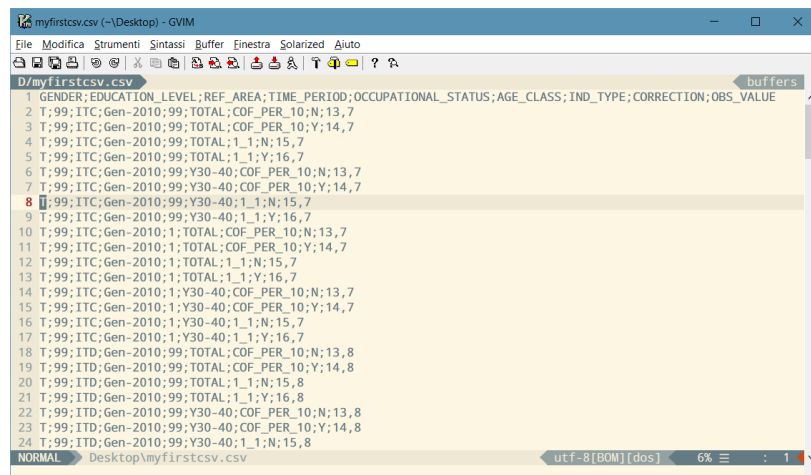 myfirstcsv.csv (~\Desktop) - GVIM
File Modifica Strumenti Sintassi Buffer Finestra Solarized Aiuto
D/myfirstcsv.csv buffers
1 GENDER;EDUCATION_LEVEL;REF_AREA;TIME_PERIOD;OCCUPATIONAL_STATUS;AGE_CLASS;IND_TYPE;CORRECTION;OBS_VALUE
2 T;99;ITC;Gen-2010;99;TOTAL;COF_PER_10;N;13,7
3 T;99;ITC;Gen-2010;99;TOTAL;COF_PER_10;Y;14,7
4 T;99;ITC;Gen-2010;99;TOTAL;1_1;N;15,7
5 T;99;ITC;Gen-2010;99;TOTAL;1_1;Y;16,7
6 T;99;ITC;Gen-2010;99;Y30-40;COF_PER_10;N;13,7
7 T;99;ITC;Gen-2010;99;Y30-40;COF_PER_10;Y;14,7
8 T;99;ITC;Gen-2010;99;Y30-40;1_1;N;15,7
9 T;99;ITC;Gen-2010;99;Y30-40;1_1;Y;16,7
10 T;99;ITC;Gen-2010;1;TOTAL;COF_PER_10;N;13,7
11 T;99;ITC;Gen-2010;1;TOTAL;COF_PER_10;Y;14,7
12 T;99;ITC;Gen-2010;1;TOTAL;1_1;N;15,7
13 T;99;ITC;Gen-2010;1;TOTAL;1_1;Y;16,7
14 T;99;ITC;Gen-2010;1;Y30-40;COF_PER_10;N;13,7
15 T;99;ITC;Gen-2010;1;Y30-40;COF_PER_10;Y;14,7
16 T;99;ITC;Gen-2010;1;Y30-40;1_1;N;15,7
17 T;99;ITC;Gen-2010;1;Y30-40;1_1;Y;16,7
18 T;99;ITD;Gen-2010;99;TOTAL;COF_PER_10;N;13,8
19 T;99;ITD;Gen-2010;99;TOTAL;COF_PER_10;Y;14,8
20 T;99;ITD;Gen-2010;99;TOTAL;1_1;N;15,8
21 T;99;ITD;Gen-2010;99;TOTAL;1_1;Y;16,8
22 T;99;ITD;Gen-2010;99;Y30-40;COF_PER_10;N;13,8
23 T;99;ITD;Gen-2010;99;Y30-40;COF_PER_10;Y;14,8
24 T;99;ITD;Gen-2010;99;Y30-40;1_1;N;15,8
NORMAL Desktop\myfirstcsv.csv utf-8[BOM][dos] 6% ☰ : 1